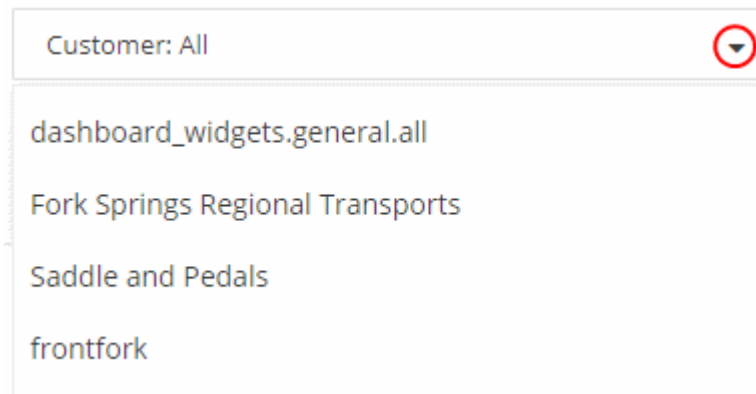 Customer: All
dashboard_widgets.general.all
Fork Springs Regional Transports
Saddle and Pedals
frontfork